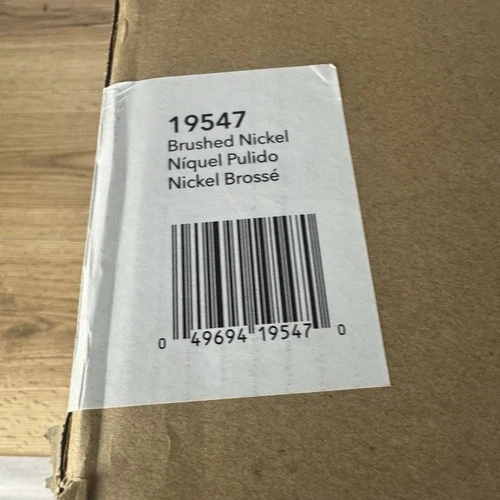 19547
Brushed Nickel
Níquel Pulido
Nickel Brossé
0 49694 19547 0